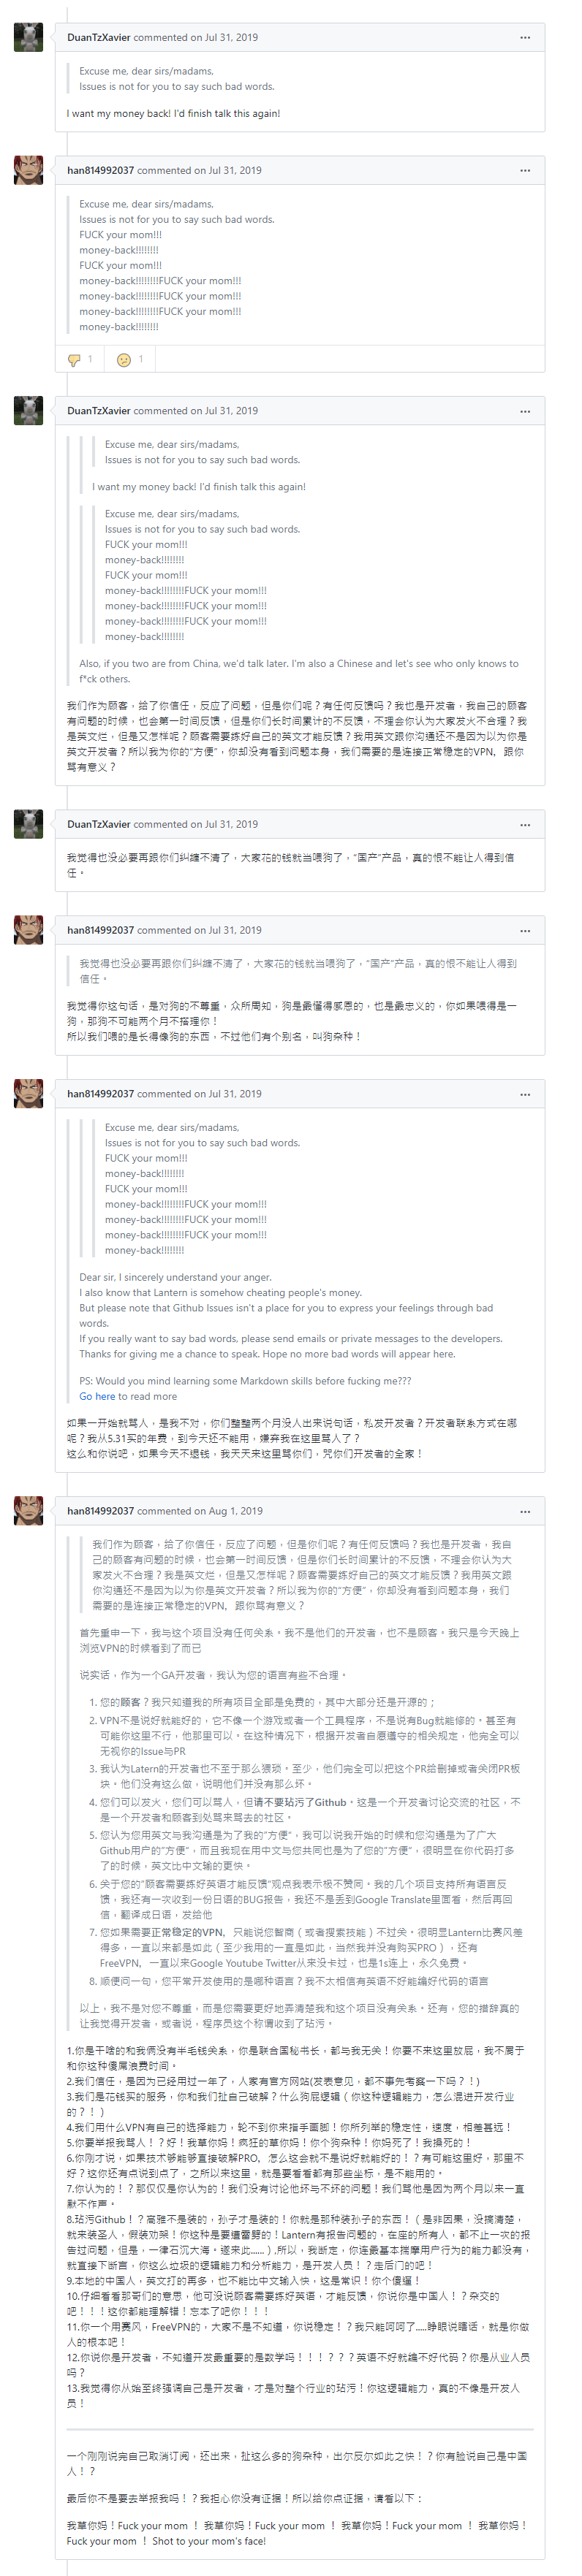 DuanTzXavier commented on Jul 31, 2019
Excuse me, dear sirs/madams,
Issues is not for you to say such bad words.
I want my money back! I'd finish talk this again!
han814992037 commented on Jul 31, 2019
Excuse me, dear sirs/madams,
Issues is not for you to say such bad words.
FUCK your mom!!!
money-back!!!!!!!!
FUCK your mom!!!
money-back!!!!!!!!FUCK your mom!!!
money-back!!!!!!!!FUCK your mom!!!
money-back!!!!!!!!FUCK your mom!!!
money-back!!!!!!!!
1 1
DuanTzXavier commented on Jul 31, 2019
Excuse me, dear sirs/madams,
Issues is not for you to say such bad words.
I want my money back! I'd finish talk this again!
Excuse me, dear sirs/madams,
Issues is not for you to say such bad words.
FUCK your mom!!!
money-back!!!!!!!!
FUCK your mom!!!
money-back!!!!!!!!FUCK your mom!!!
money-back!!!!!!!!FUCK your mom!!!
money-back!!!!!!!!FUCK your mom!!!
money-back!!!!!!!!
Also, if you two are from China, we'd talk later. I'm also a Chinese and let's see who only knows to
f*ck others.
我们作为顾客，给了你信任，反应了问题，但是你们呢？有任何反馈吗？我也是开发者，我自己的顾客
有问题的时候，也会第一时间反馈，但是你们长时间累计的不反馈，不理会你认为大家发火不合理？我
是英文烂，但是又怎样呢？顾客需要拣好自己的英文才能反馈？我用英文跟你沟通还不是因为以为你是
英文开发者？所以我为你的“方便”，你却没有看到问题本身，我们需要的是连接正常稳定的VPN，跟你
骂有意义？
DuanTzXavier commented on Jul 31, 2019
我觉得也没必要再跟你们纠缠不清了，大家花的钱就当喂狗了，“国产”产品，真的恨不能让人得到信
任。
han814992037 commented on Jul 31, 2019
我觉得也没必要再跟你们纠缠不清了，大家花的钱就当喂狗了，“国产”产品，真的恨不能让人得到
信任。
我觉得你这句话，是对狗的不尊重，众所周知，狗是最懂得感恩的，也是最忠义的，你如果喂得是一
狗，那狗不可能两个月不搭理你！
所以我们喂的是长得像狗的东西，不过他们有个别名，叫狗杂种！
han814992037 commented on Jul 31, 2019
Excuse me, dear sirs/madams,
Issues is not for you to say such bad words.
FUCK your mom!!!
money-back!!!!!!!!
FUCK your mom!!!
money-back!!!!!!!!FUCK your mom!!!
money-back!!!!!!!!FUCK your mom!!!
money-back!!!!!!!!FUCK your mom!!!
money-back!!!!!!!!
Dear sir, I sincerely understand your anger.
I also know that Lantern is somehow cheating people's money.
But please note that Github Issues isn't a place for you to express your feelings through bad
words.
If you really want to say bad words, please send emails or private messages to the developers.
Thanks for giving me a chance to speak. Hope no more bad words will appear here.
PS: Would you mind learning some Markdown skills before fucking me???
Go here to read more
如果一开始就骂人，是我不对，你们整整两个月没人出来说句话，私发开发者？开发者联系方式在哪
呢？我从5.31买的年费，到今天还不能用，嫌弃我在这里骂人了？
这么和你说吧，如果今天不退钱，我天天来这里骂你们，咒你们开发者的全家！
han814992037 commented on Aug 1, 2019
我们作为顾客，给了你信任，反应了问题，但是你们呢？有任何反馈吗？我也是开发者，我自
己的顾客有问题的时候，也会第一时间反馈，但是你们长时间累计的不反馈，不理会你认为大
家发火不合理？我是英文烂，但是又怎样呢？顾客需要拣好自己的英文才能反馈？我用英文跟
你沟通还不是因为以为你是英文开发者？所以我为你的“方便”，你却没有看到问题本身，我们
需要的是连接正常稳定的VPN，跟你骂有意义？
首先重申一下，我与这个项目没有任何关系。我不是他们的开发者，也不是顾客。我只是今天晚上
浏览VPN的时候看到了而已
说实话，作为一个GA开发者，我认为您的语言有些不合理。
1. 您的顾客？我只知道我的所有项目全部是免费的，其中大部分还是开源的；
2. VPN不是说好就能好的，它不像一个游戏或者一个工具程序，不是说有Bug就能修的。甚至有
可能你这里不行，他那里可以。在这种情况下，根据开发者自愿遵守的相关规定，他完全可以
无视你的Issue与PR
3. 我认为Latern的开发者也不至于那么猥琐。至少，他们完全可以把这个PR给删掉或者关闭PR板
块。他们没有这么做，说明他们并没有那么坏。
4. 您们可以发火，您们可以骂人，但请不要玷污了Github。这是一个开发者讨论交流的社区，不
是一个开发者和顾客到处骂来骂去的社区。
5. 您认为您用英文与我沟通是为了我的“方便”，我可以说我开始的时候和您沟通是为了广大
Github用户的“方便”，而且我现在用中文与您共同也是为了您的“方便”，很明显在你代码打多
了的时候，英文比中文输的更快。
6. 关于您的“顾客需要练好英语才能反馈”观点我表示极不赞同。我的几个项目支持所有语言反
馈，我还有一次收到一份日语的BUG报告，我还不是丢到Google Translate里面看，然后再回
信，翻译成日语，发给他
7. 您如果需要正常稳定的VPN，只能说您智商（或者搜索技能）不过关。很明显Lantern比赛风差
得多，一直以来都是如此（至少我用的一直是如此，当然我并没有购买PRO），还有
FreeVPN，一直以来Google Youtube Twitter从来没卡过，也是1s连上，永久免费。
8. 顺便问一句，您平常开发使用的是哪种语言？我不太相信有英语不好能编好代码的语言
以上，我不是对您不尊重，而是您需要更好地弄清楚我和这个项目没有关系。还有，您的措辞真的
让我觉得开发者，或者说，程序员这个称谓收到了玷污。
1.你是干啥的和我俩没有半毛钱关系，你是联合国秘书长，都与我无关！你要不来这里放屁，我不屑于
和你这种傻屌浪费时间。
2.我们信任，是因为已经用过一年了，人家有官方网站(发表意见，都不事先考察一下吗？！)
3.我们是花钱买的服务，你和我们扯自己破解？什么狗屁逻辑（你这种逻辑能力，怎么混进开发行业
的？！）
4.我们用什么VPN有自己的选择能力，轮不到你来指手画脚！你所列举的稳定性，速度，相差甚远！
5.你要举报我骂人！？好！我草你妈！疯狂的草你妈！你个狗杂种！你妈死了！我操死的！
6.你刚才说，如果技术够能够直接破解PRO，怎么这会就不是说好就能好的！？有可能这里好，那里不
好？这你还有点说到点了，之所以来这里，就是要看看都有那些坐标，是不能用的。
7.你认为的！？那仅仅是你认为的！我们没有讨论他坏与不坏的问题！我们骂他是因为两个月以来一直
默不作声。
8.玷污Github！？高雅不是装的，孙子才是装的！你就是那种装孙子的东西！（是非因果，没搞清楚，
就来装圣人，假装劝架！你这种是要遭雷劈的！Lantern有报告问题的，在座的所有人，都不止一次的报
告过问题，但是，一律石沉大海。遂来此......）.所以，我断定，你连最基本揣摩用户行为的能力都没有，
就直接下断言，你这么垃圾的逻辑能力和分析能力，是开发人员！？走后门的吧！
9.本地的中国人，英文打的再多，也不能比中文输入快，这是常识！你个傻逼！
10.仔细看看那哥们的意思，他可没说顾客需要拣好英语，才能反馈，你说你是中国人！？杂交的
吧！！！这你都能理解错！忘本了吧你！！！
11.你一个用赛风，FreeVPN的，大家不是不知道，你说稳定！？我只能呵呵了.....睁眼说瞎话，就是你做
人的根本吧！
12.你说你是开发者，不知道开发最重要的是数学吗！！！？？？英语不好就编不好代码？你是从业人员
吗？
13.我觉得你从始至终强调自己是开发者，才是对整个行业的玷污！你这逻辑能力，真的不像是开发人
员！
一个刚刚说完自己取消订阅，还出来，扯这么多的狗杂种，出尔反尔如此之快！？你有脸说自己是中国
人！？
最后你不是要去举报我吗！？我担心你没有证据！所以给你点证据，请看以下：
我草你妈！Fuck your mom ！ 我草你妈！Fuck your mom ！ 我草你妈！Fuck your mom ！ 我草你妈！
Fuck your mom ！ Shot to your mom's face!